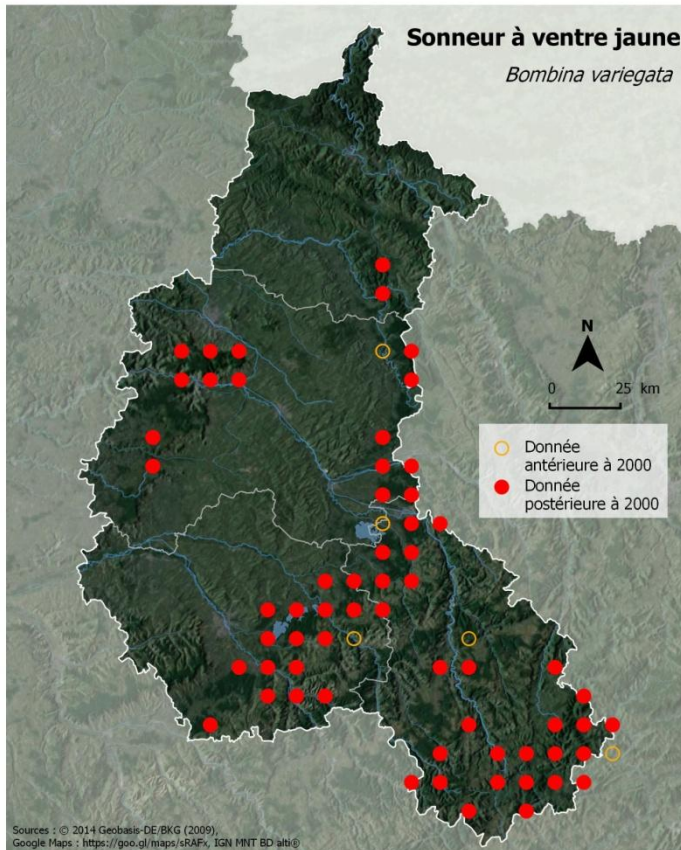 Sonneur à ventre jaune
Bombina variegata
N
0 25 km
Donnée
antérieure à 2000
Donnée
postérieure à 2000
Sources : © 2014 Geobasis-DE/BKG (2009),
Google Maps : https://goo.gl/maps/sRAFx, IGN MNT BD alti®